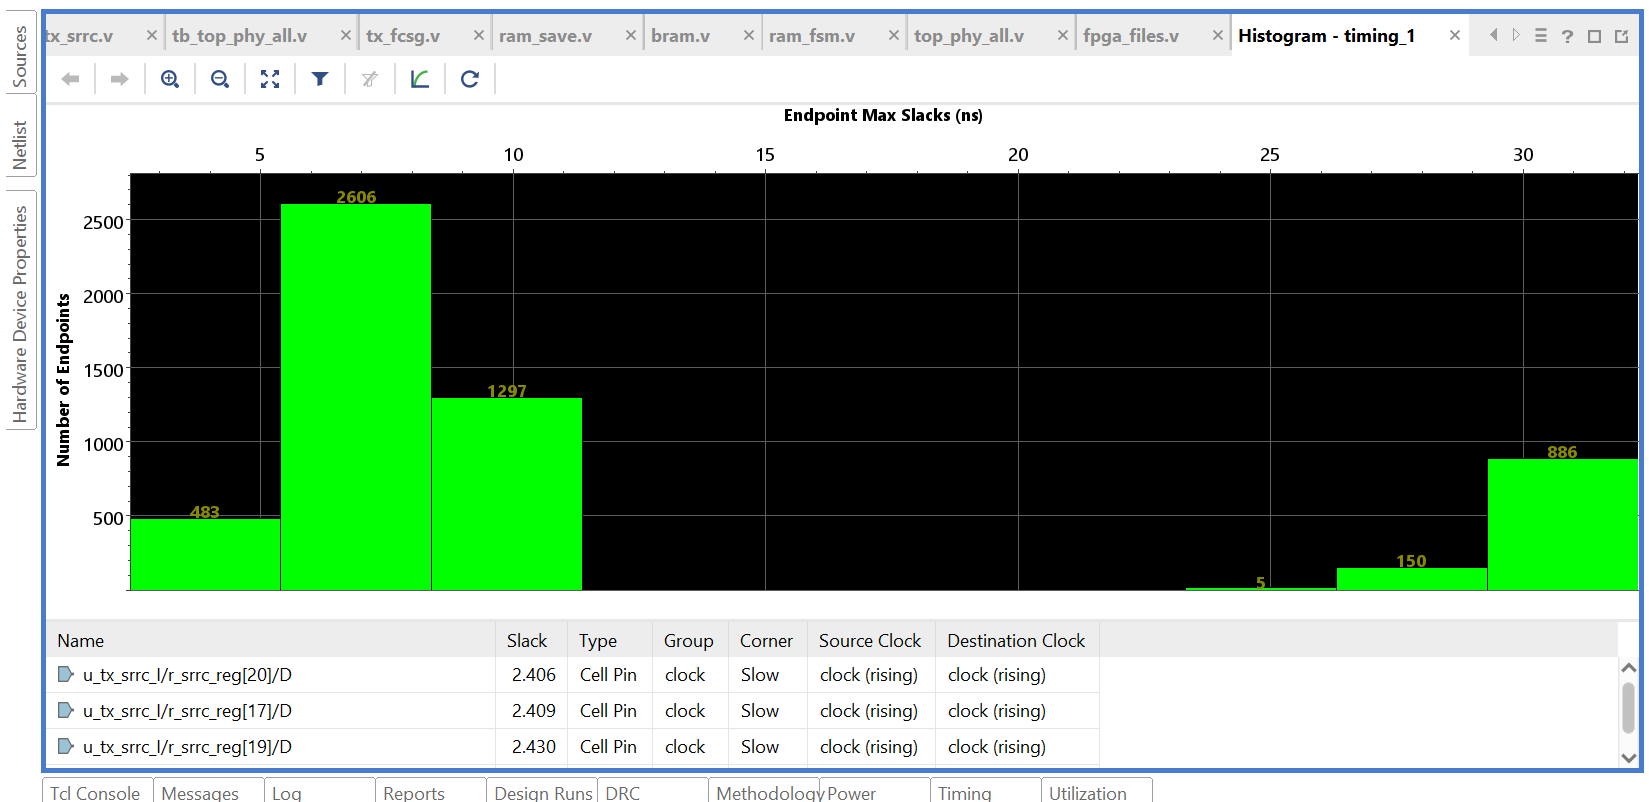 Sources
Netlist
Hardware Device Properties
tx_srrc.v tb_top_phy_all.v tx_fcsg.v ram_save.v bram.v ram_fsm.v top_phy_all.v fpga_files.v Histogram - timing_1
Endpoint Max Slacks (ns)
5 10 15 20 25 30
Number of Endpoints
2500
2000
1500
1000
500
483
2606
1297
5
150
886
Name Slack Type Group Corner Source Clock Destination Clock
u_tx_srrc_l/r_srrc_reg[20]/D 2.406 Cell Pin clock Slow clock (rising) clock (rising)
u_tx_srrc_l/r_srrc_reg[17]/D 2.409 Cell Pin clock Slow clock (rising) clock (rising)
u_tx_srrc_l/r_srrc_reg[19]/D 2.430 Cell Pin clock Slow clock (rising) clock (rising)
Tcl Console Messages Log Reports Design Runs DRC Methodology Power Timing Utilization